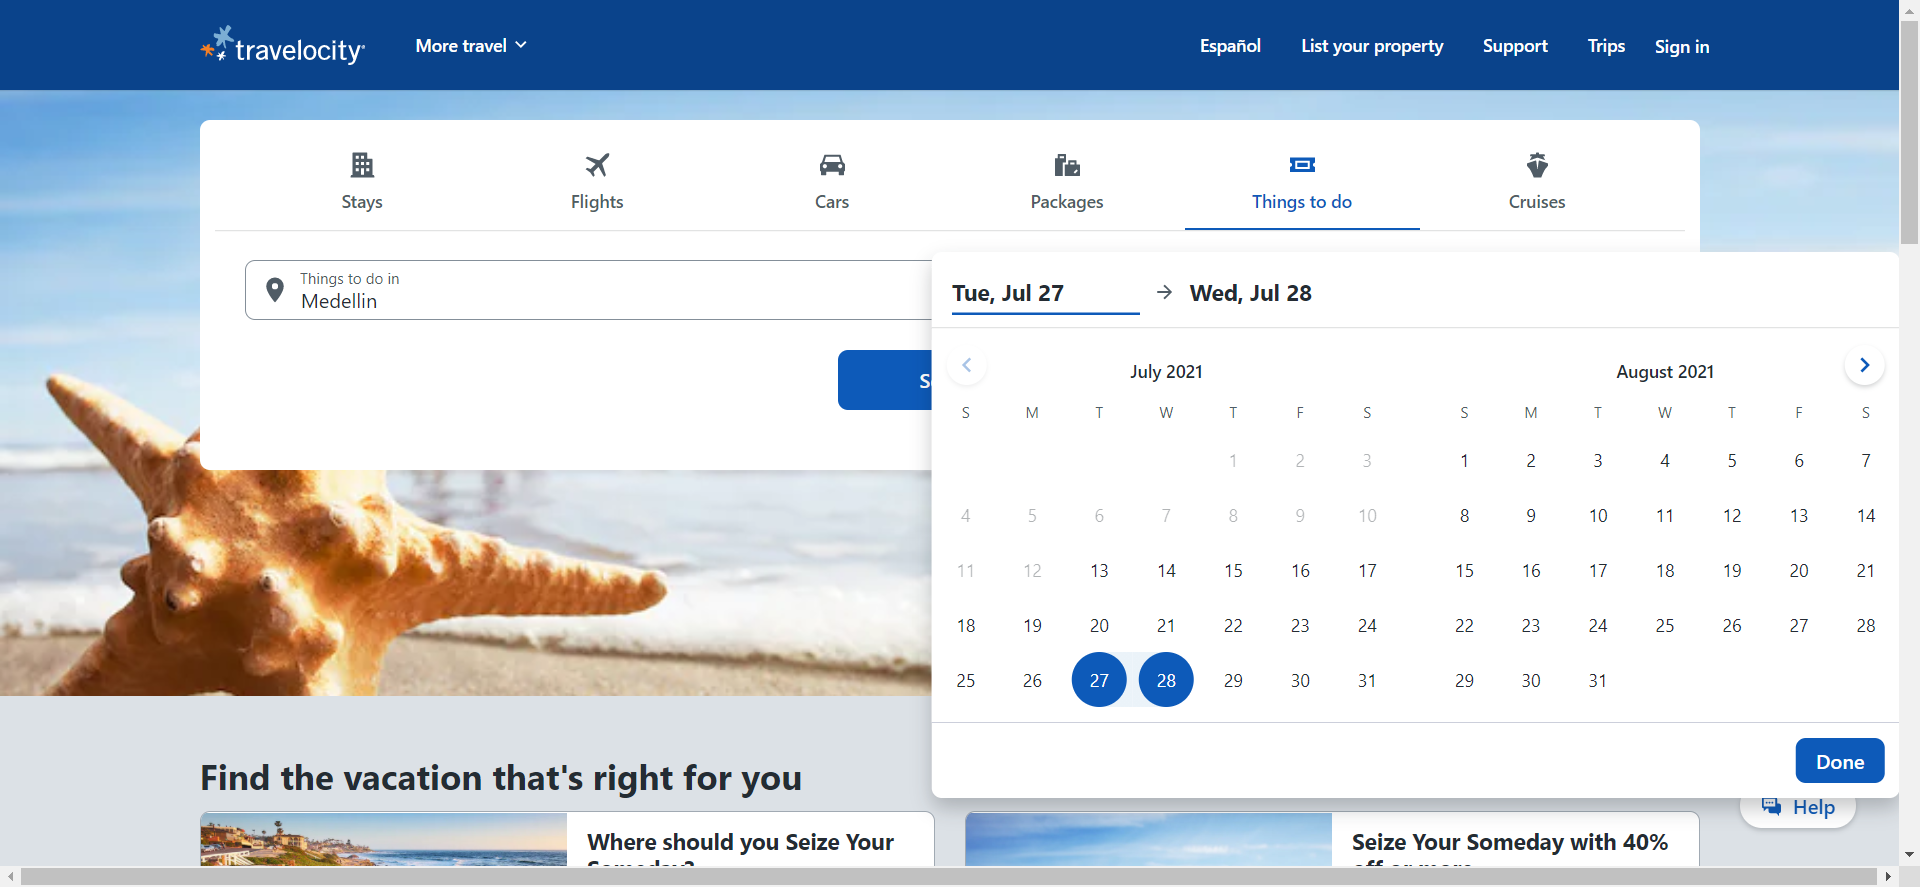 travelocity
More travel
Español
List your property
Support
Trips
Sign in
Stays
Flights
Cars
Packages
Things to do
Cruises
Things to do in
Medellin
Tue, Jul 27
Wed, Jul 28
July 2021
August 2021
S M T W T F S
S M T W T F S
1 2 3
1 2 3 4 5 6 7
4 5 6 7 8 9 10
8 9 10 11 12 13 14
11 12 13 14 15 16 17
15 16 17 18 19 20 21
18 19 20 21 22 23 24
22 23 24 25 26 27 28
25 26 27 28 29 30 31
29 30 31
Done
Help
Find the vacation that's right for you
Where should you Seize Your
Someday?
Seize Your Someday with 40%
off or more